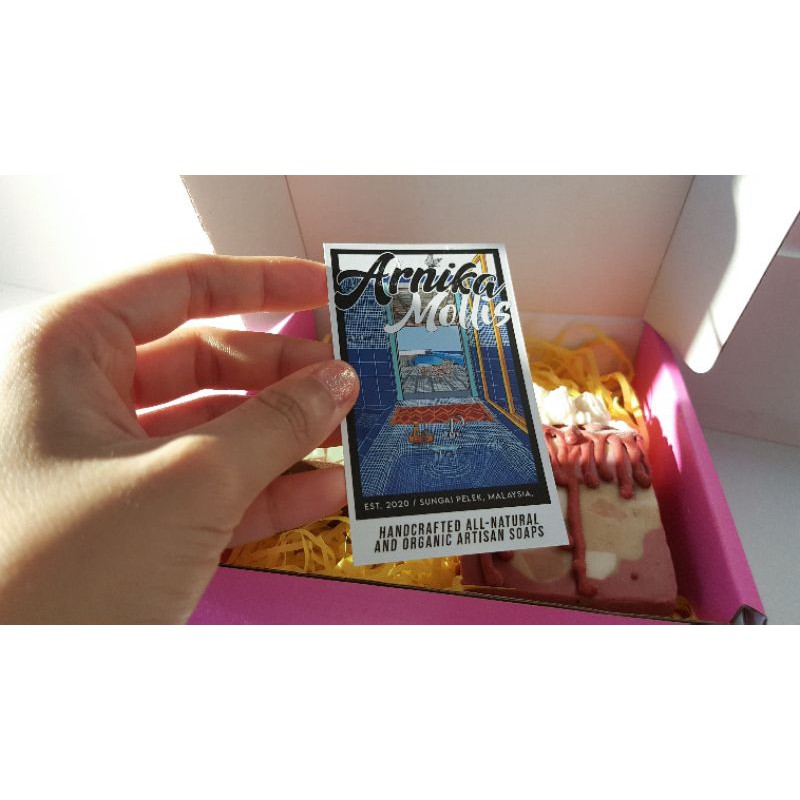 Arnika
Mollis
EST. 2020 / SUNGAI PELEK, MALAYSIA.
HANDCRAFTED ALL-NATURAL
AND ORGANIC ARTISAN SOAPS